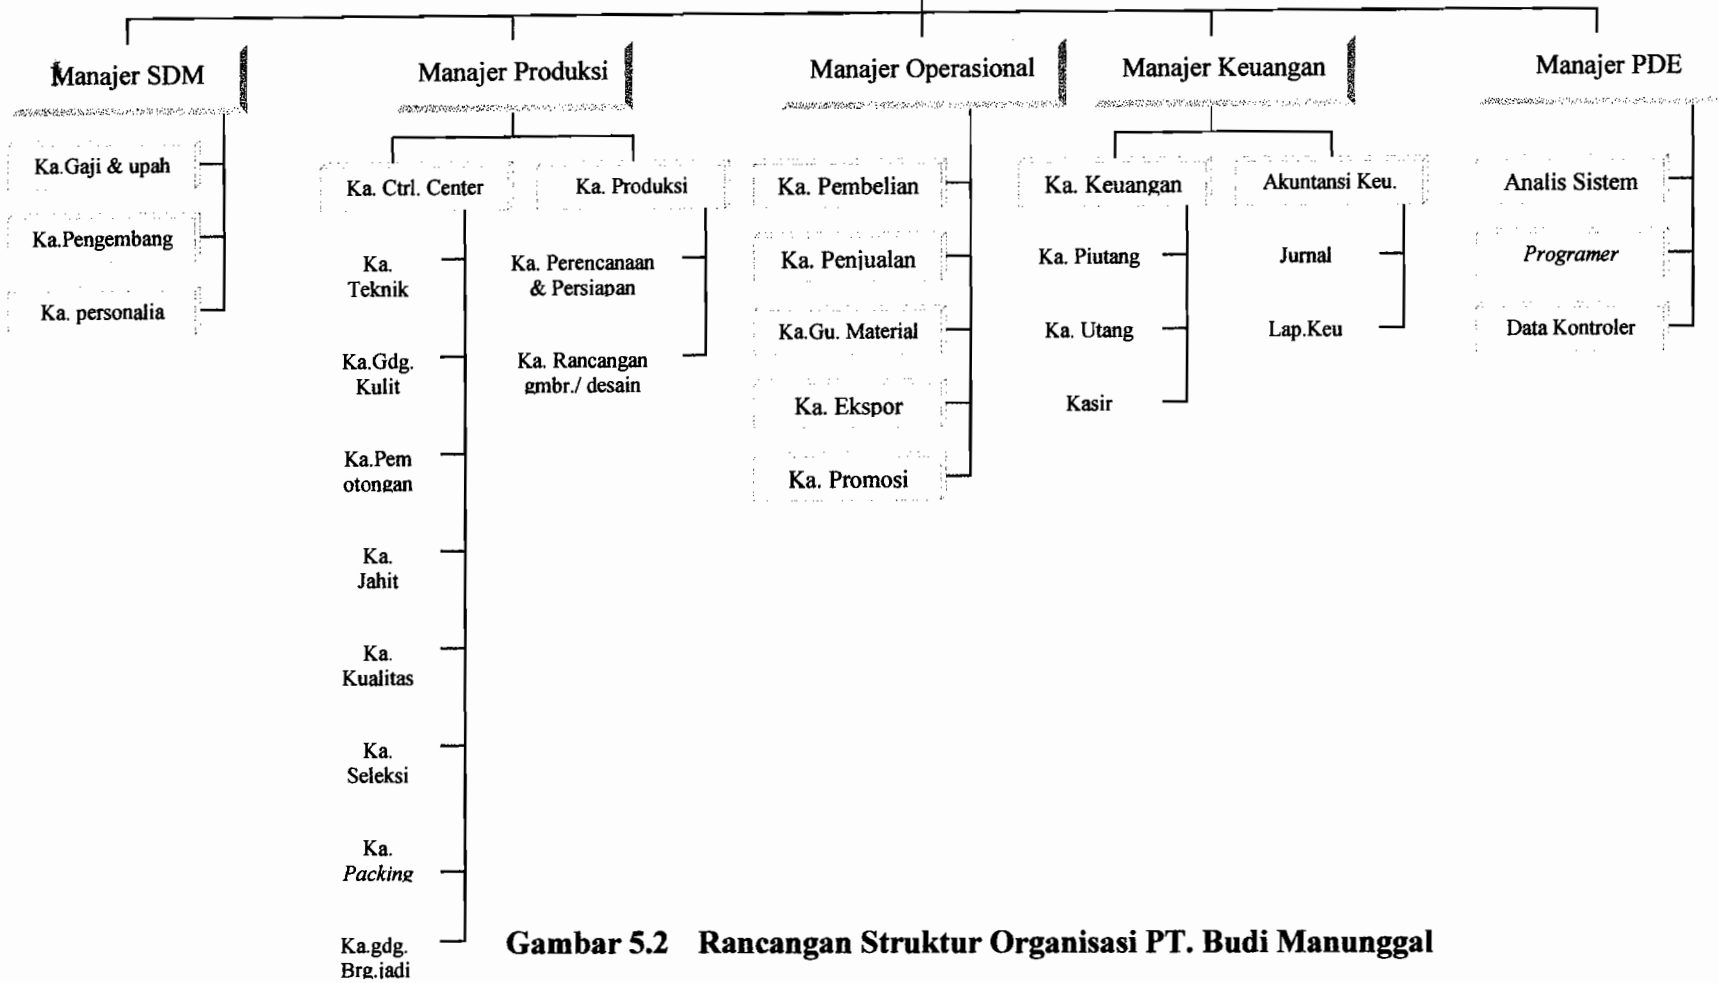 Manajer SDM
Ka.Gaji & upah
Ka.Pengembang
Ka. personalia
Manajer Produksi
Ka. Ctrl. Center
Ka.
Teknik
Ka.Gdg.
Kulit
Ka.Pem
otongan
Ka.
Jahit
Ka.
Kualitas
Ka.
Seleksi
Ka.
Packing
Ka.gdg.
Brg.jadi
Ka. Produksi
Ka. Perencanaan
& Persiapan
Ka. Rancangan
gmbr./ desain
Manajer Operasional
Ka. Pembelian
Ka. Penjualan
Ka.Gu. Material
Ka. Ekspor
Ka. Promosi
Manajer Keuangan
Ka. Keuangan
Ka. Piutang
Ka. Utang
Kasir
Akuntansi Keu.
Jurnal
Lap.Keu
Manajer PDE
Analis Sistem
Programer
Data Kontroler
Gambar 5.2 Rancangan Struktur Organisasi PT. Budi Manunggal